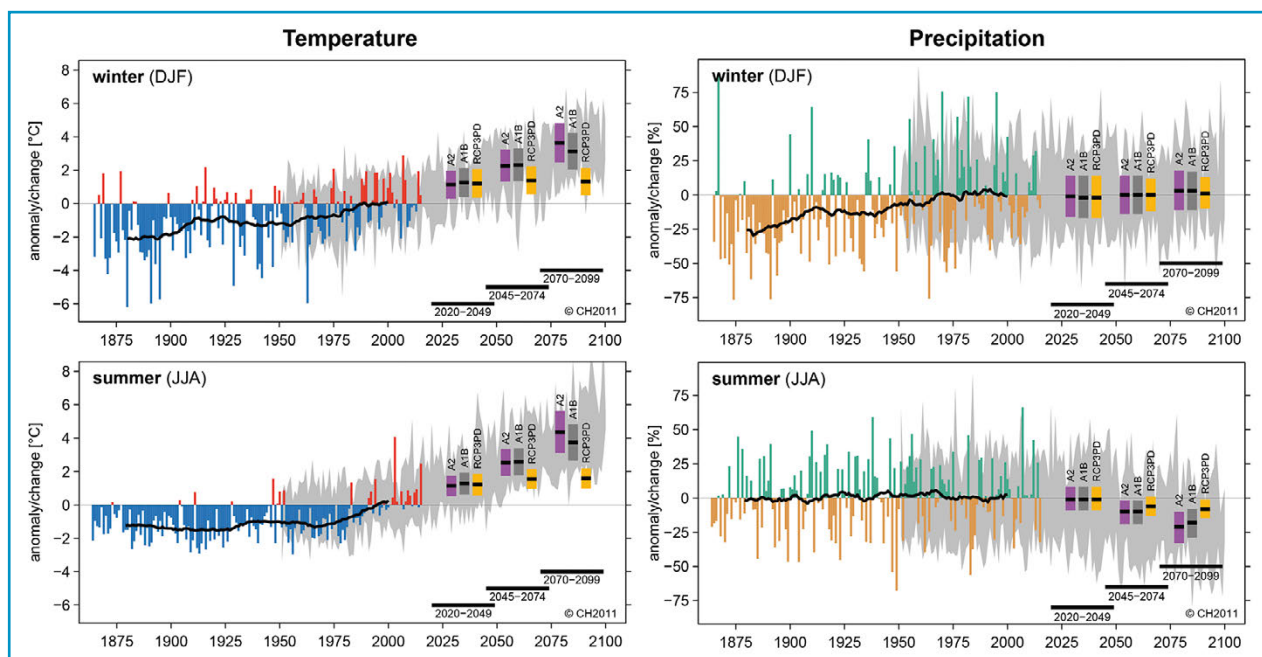 Temperature
Precipitation
winter (DJF)
anomaly/change [°C]
8
6
4
2
0
−2
−4
−6
A2
A1B
RCP3PD
A2
A1B
RCP3PD
A2
A1B
RCP3PD
2070−2099
2045−2074
2020−2049
© CH2011
1875 1900 1925 1950 1975 2000 2025 2050 2075 2100
winter (DJF)
anomaly/change [%]
75
50
25
0
−25
−50
−75
A2
A1B
RCP3PD
A2
A1B
RCP3PD
A2
A1B
RCP3PD
2070−2099
2045−2074
2020−2049
© CH2011
1875 1900 1925 1950 1975 2000 2025 2050 2075 2100
summer (JJA)
anomaly/change [°C]
8
6
4
2
0
−2
−4
−6
A2
A1B
RCP3PD
A2
A1B
RCP3PD
A2
A1B
RCP3PD
2070−2099
2045−2074
2020−2049
© CH2011
1875 1900 1925 1950 1975 2000 2025 2050 2075 2100
summer (JJA)
anomaly/change [%]
75
50
25
0
−25
−50
−75
A2
A1B
RCP3PD
A2
A1B
RCP3PD
A2
A1B
RCP3PD
2070−2099
2045−2074
2020−2049
© CH2011
1875 1900 1925 1950 1975 2000 2025 2050 2075 2100